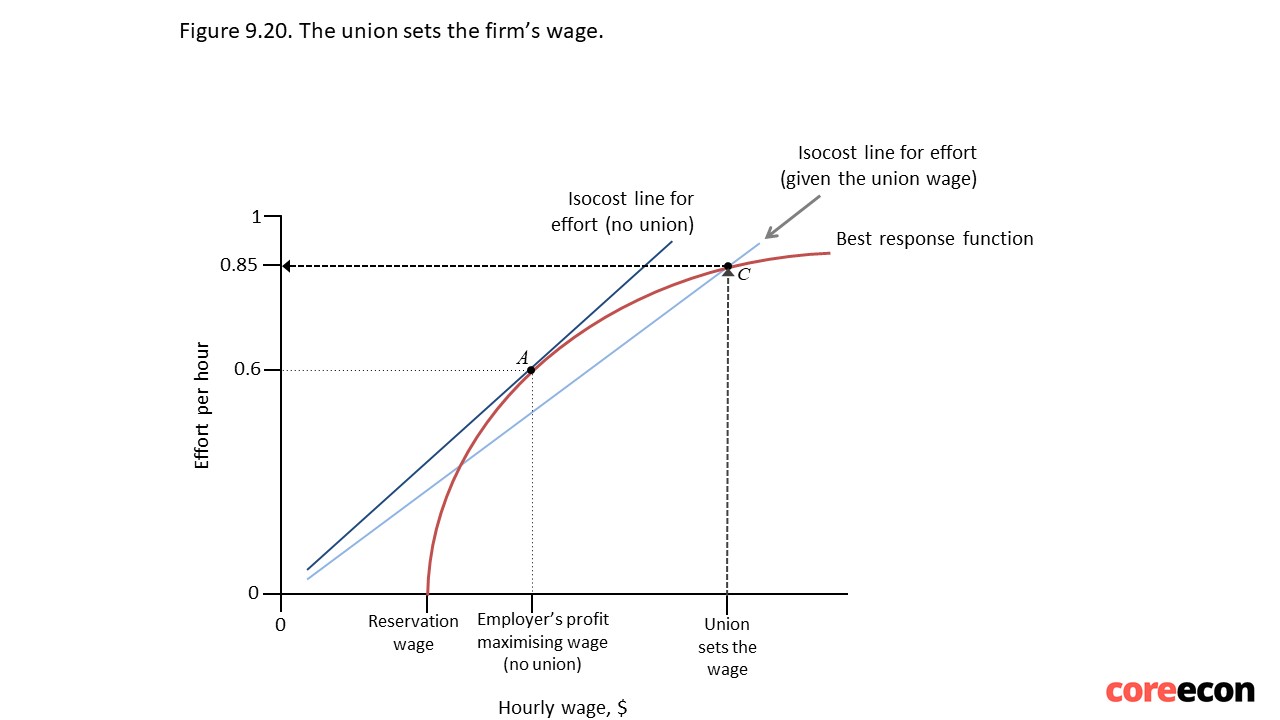 Figure 9.20. The union sets the firm’s wage.
Isocost line for effort
(given the union wage)
Isocost line for
effort (no union)
Best response function
1
0.85
C
A
0.6
Effort per hour
0
0
Reservation
wage
Employer’s profit
maximising wage
(no union)
Union
sets the
wage
Hourly wage, $
coreecon